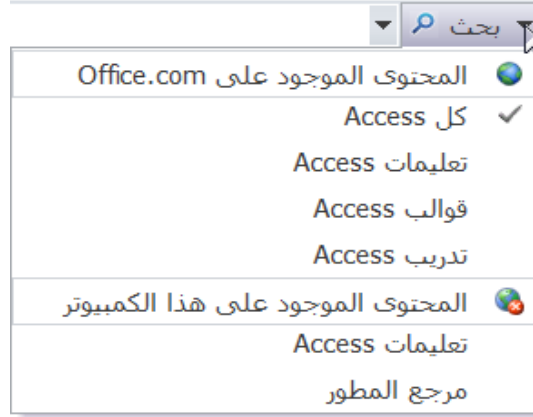 بحث
المحتوى الموجود على Office.com
كل Access
تعليمات Access
قوالب Access
تدريب Access
المحتوى الموجود على هذا الكمبيوتر
تعليمات Access
مرجع المطور